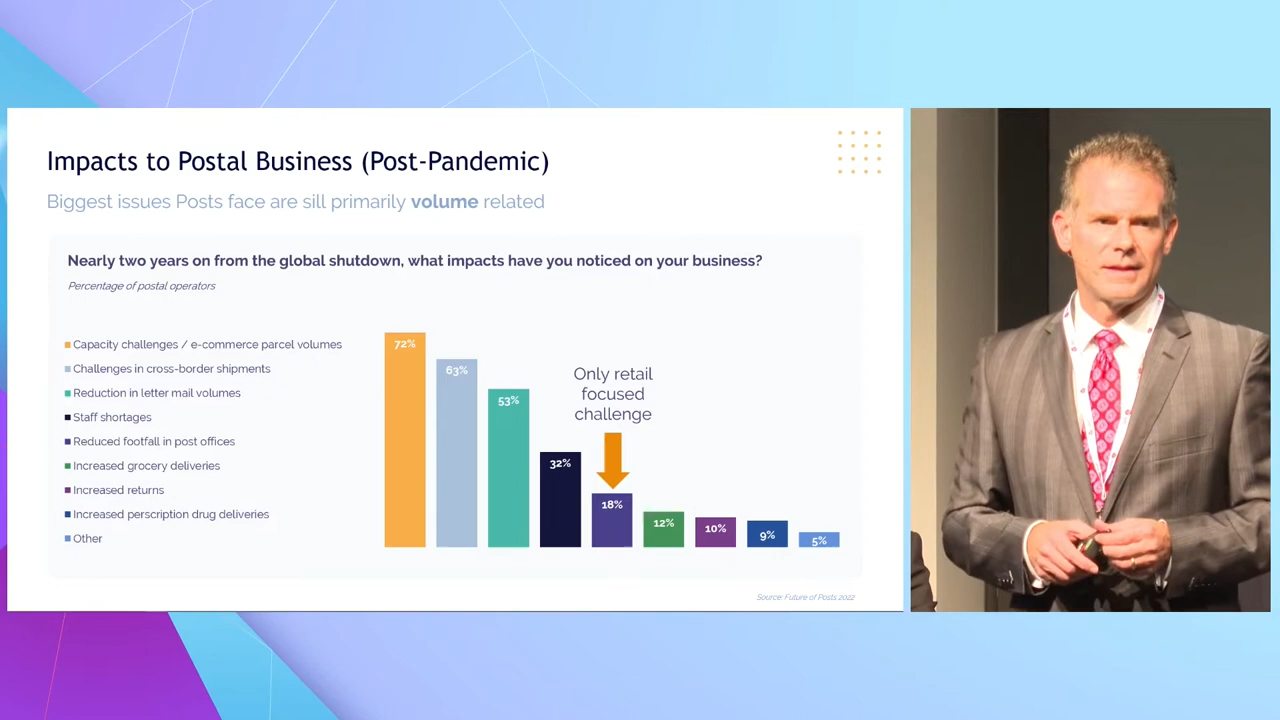 Impacts to Postal Business (Post-Pandemic)
Biggest issues Posts face are sill primarily volume related
Nearly two years on from the global shutdown, what impacts have you noticed on your business?
Percentage of postal operators
Capacity challenges / e-commerce parcel volumes
Challenges in cross-border shipments
Reduction in letter mail volumes
Staff shortages
Reduced footfall in post offices
Increased grocery deliveries
Increased returns
Increased perscription drug deliveries
Other
72%
63%
53%
32%
Only retail
focused
challenge
18%
12%
10%
9%
5%
Source: Future of Posts 2022